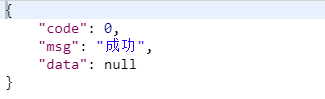 {
    "code": 0,
    "msg": "成功",
    "data": null
}